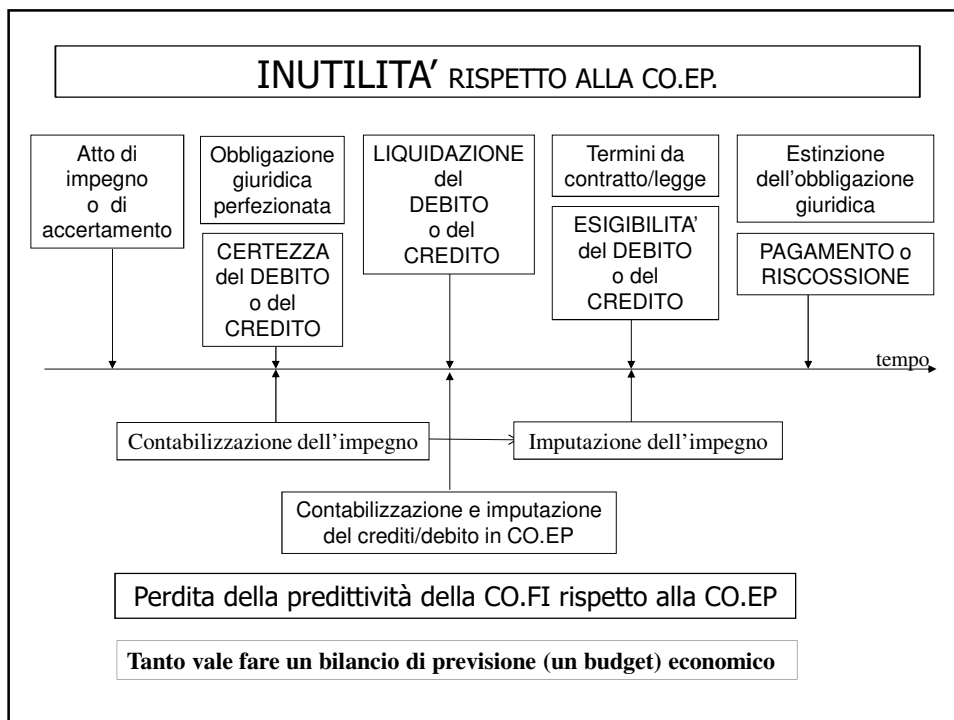 INUTILITA’ RISPETTO ALLA CO.EP.
Atto di
impegno
o di
accertamento
Obbligazione
giuridica
perfezionata
CERTEZZA
del DEBITO
o del
CREDITO
LIQUIDAZIONE
del
DEBITO
o del
CREDITO
Termini da
contratto/legge
ESIGIBILITA’
del DEBITO
o del
CREDITO
Estinzione
dell’obbligazione
giuridica
PAGAMENTO o
RISCOSSIONE
tempo
Contabilizzazione dell’impegno
Imputazione dell’impegno
Contabilizzazione e imputazione
del crediti/debito in CO.EP
Perdita della predittività della CO.FI rispetto alla CO.EP
Tanto vale fare un bilancio di previsione (un budget) economico